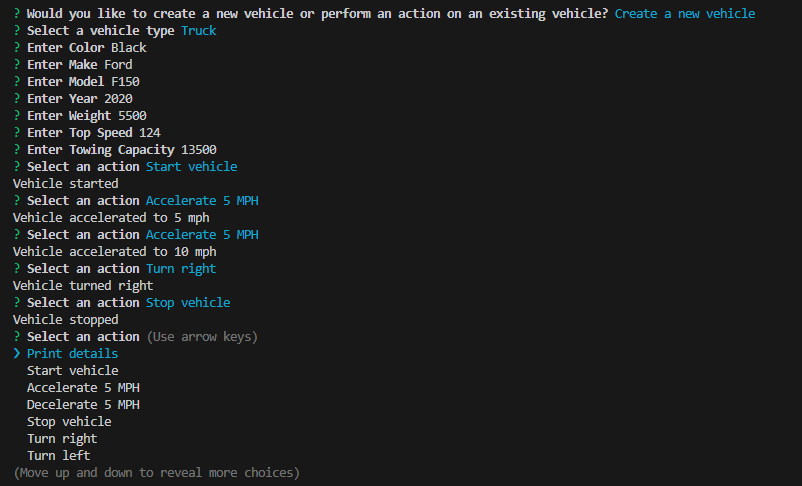 ? Would you like to create a new vehicle or perform an action on an existing vehicle? Create a new vehicle
? Select a vehicle type Truck
? Enter Color Black
? Enter Make Ford
? Enter Model F150
? Enter Year 2020
? Enter Weight 5500
? Enter Top Speed 124
? Enter Towing Capacity 13500
? Select an action Start vehicle
Vehicle started
? Select an action Accelerate 5 MPH
Vehicle accelerated to 5 mph
? Select an action Accelerate 5 MPH
Vehicle accelerated to 10 mph
? Select an action Turn right
Vehicle turned right
? Select an action Stop vehicle
Vehicle stopped
? Select an action (Use arrow keys)
❯ Print details
Start vehicle
Accelerate 5 MPH
Decelerate 5 MPH
Stop vehicle
Turn right
Turn left
(Move up and down to reveal more choices)